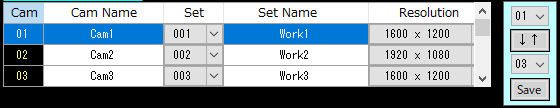 Cam Cam Name Set Set Name Resolution
01 Cam1 001 Work1 1600 x 1200
02 Cam2 002 Work2 1920 x 1080
03 Cam3 003 Work3 1600 x 1200
01
↓↑
03
Save